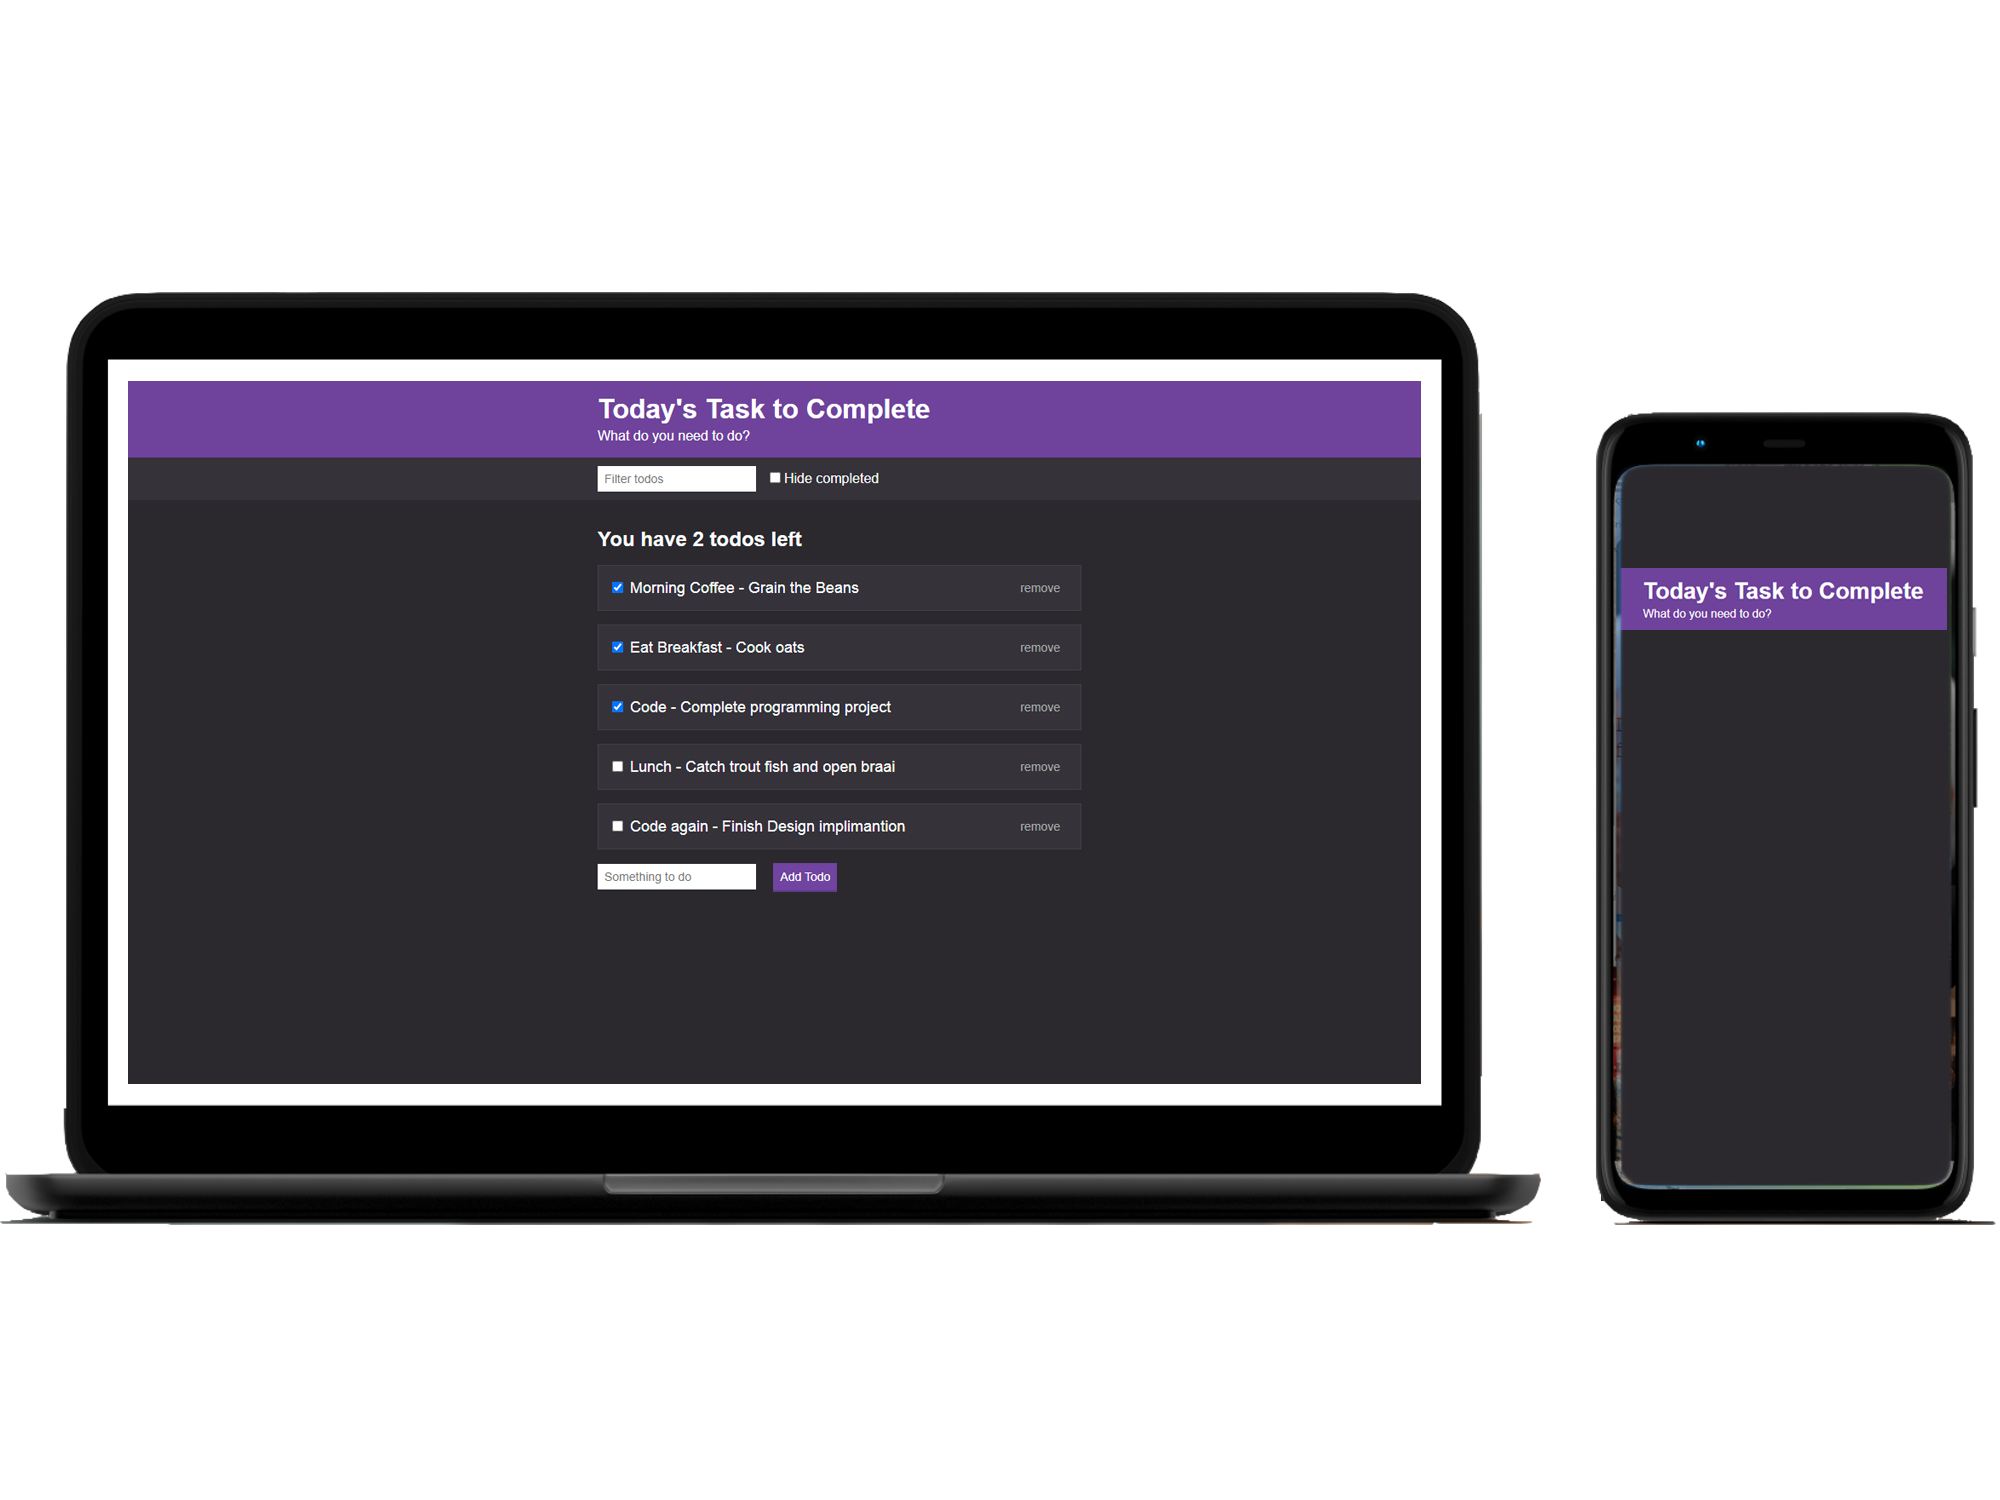 Today's Task to Complete
What do you need to do?
Filter todos
Hide completed
You have 2 todos left
Morning Coffee - Grain the Beans
remove
Eat Breakfast - Cook oats
remove
Code - Complete programming project
remove
Lunch - Catch trout fish and open braai
remove
Code again - Finish Design implimantion
remove
Something to do
Add Todo
Today's Task to Complete
What do you need to do?